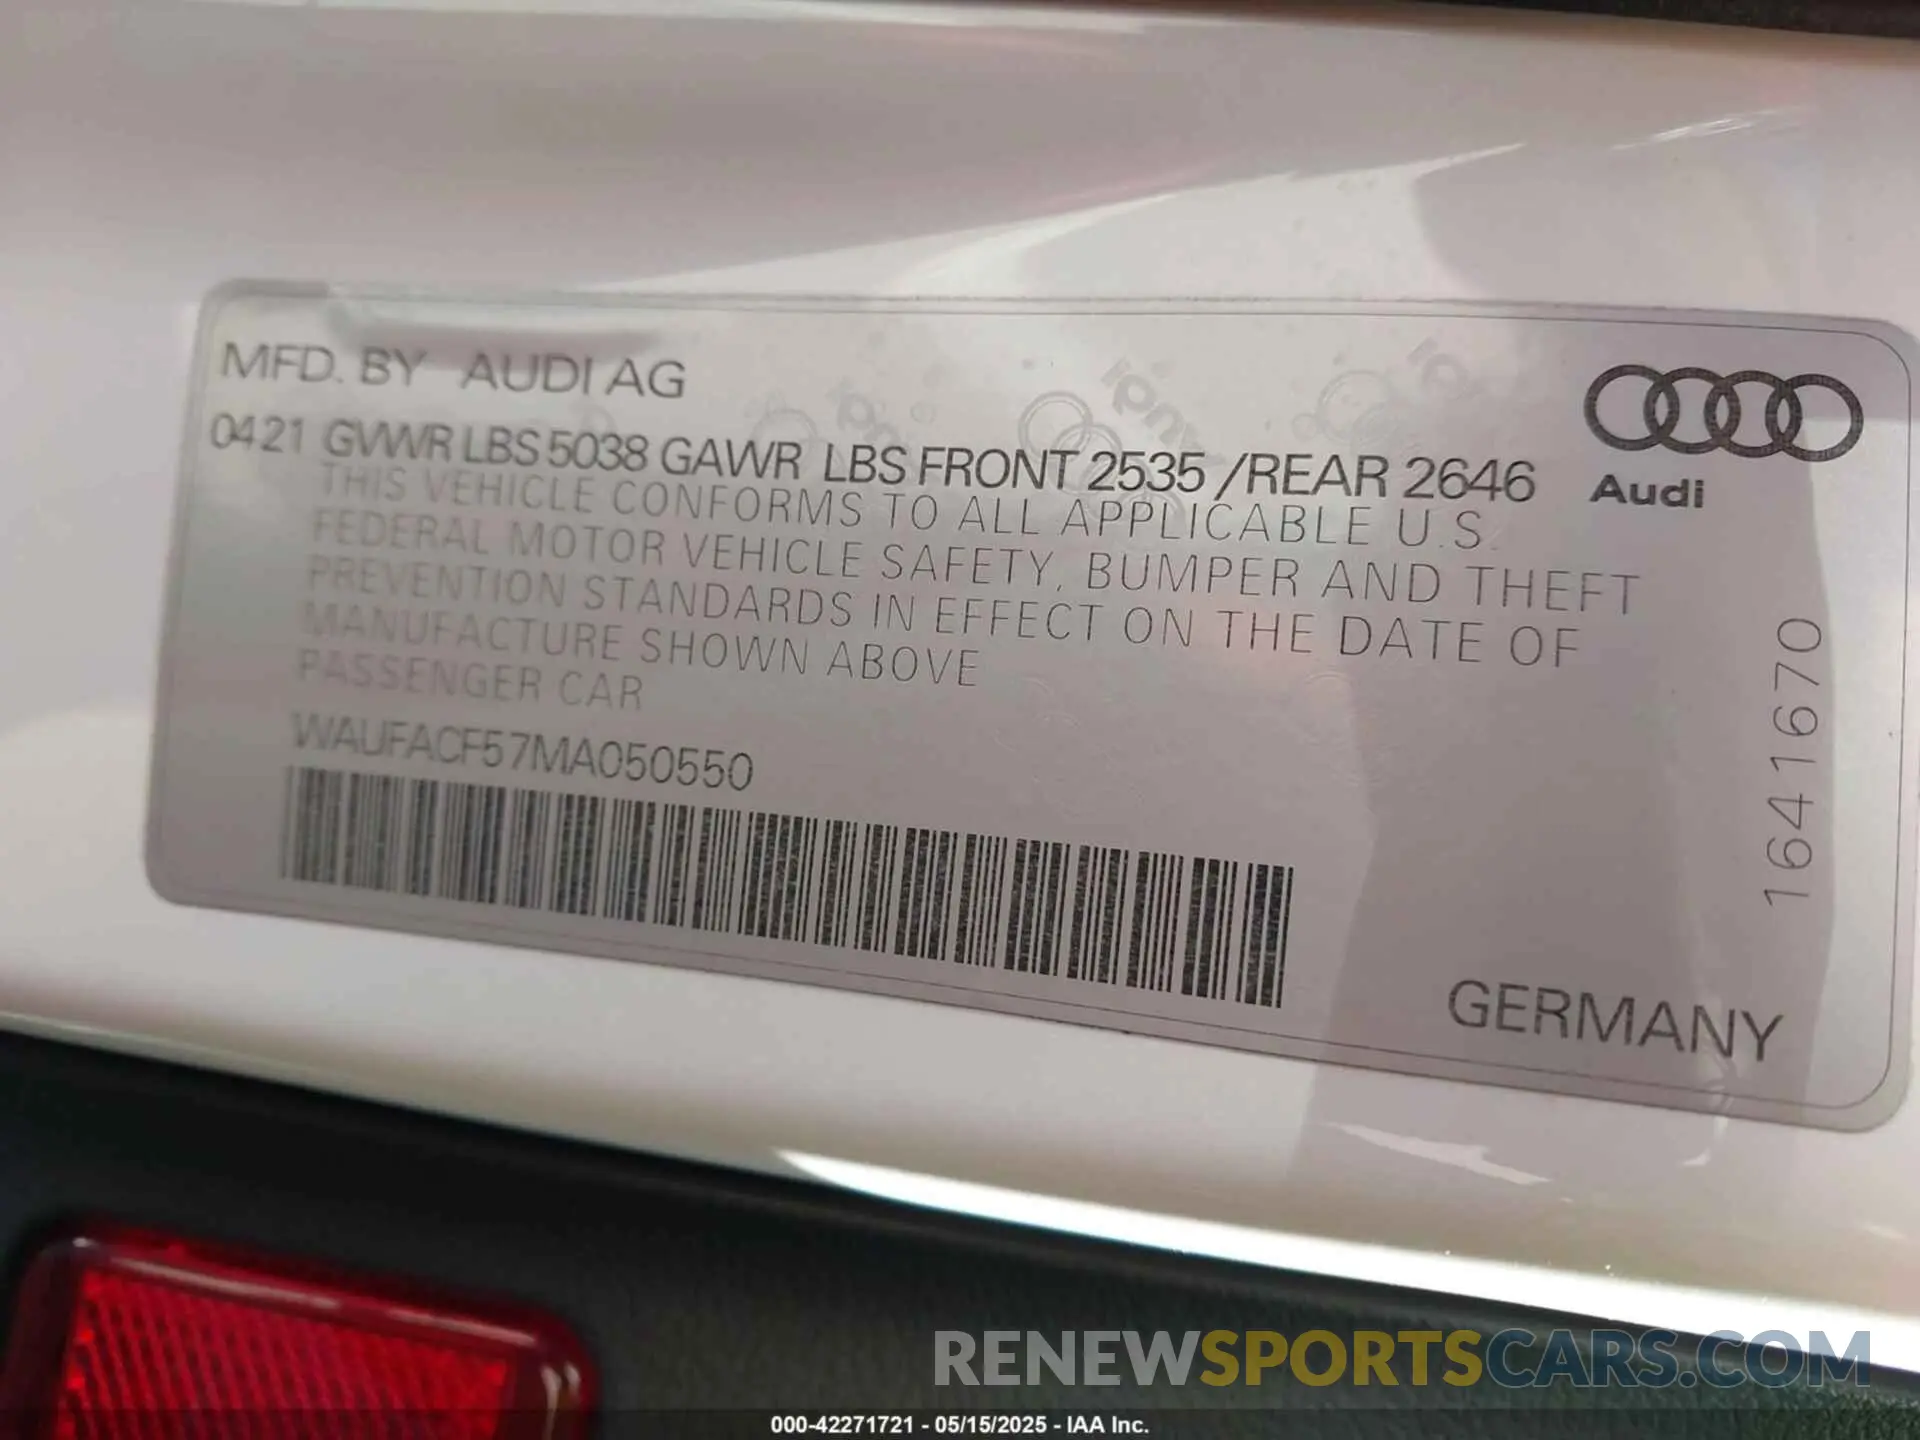 MFD. BY AUDI AG
0421 GVWR LBS 5038 GAWR LBS FRONT 2535 /REAR 2646
THIS VEHICLE CONFORMS TO ALL APPLICABLE U.S.
FEDERAL MOTOR VEHICLE SAFETY, BUMPER AND THEFT
PREVENTION STANDARDS IN EFFECT ON THE DATE OF
MANUFACTURE SHOWN ABOVE
PASSENGER CAR
WAUFACF57MA050550
Audi
1641670
GERMANY
RENEWSPORTSCARS.COM
000-42271721 - 05/15/2025 - IAA Inc.